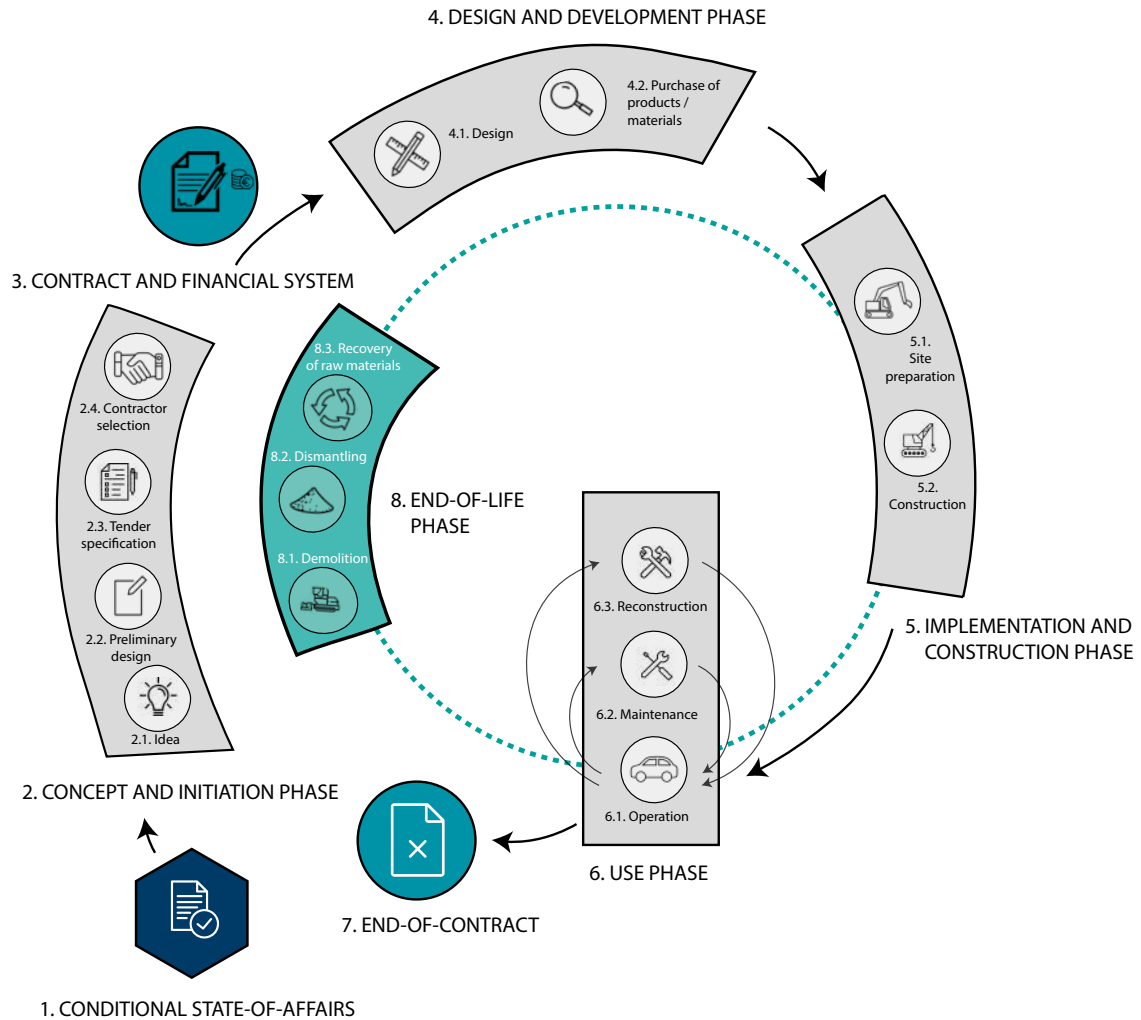 4. DESIGN AND DEVELOPMENT PHASE
4.2. Purchase of
products /
materials
4.1. Design
3. CONTRACT AND FINANCIAL SYSTEM
2.4. Contractor
selection
2.3. Tender
specification
2.2. Preliminary
design
2.1. Idea
2. CONCEPT AND INITIATION PHASE
1. CONDITIONAL STATE-OF-AFFAIRS
8.3. Recovery
of raw materials
8.2. Dismantling
8.1. Demolition
8. END-OF-LIFE
PHASE
5.1.
Site
preparation
5.2.
Construction
5. IMPLEMENTATION AND
CONSTRUCTION PHASE
6.3. Reconstruction
6.2. Maintenance
6.1. Operation
6. USE PHASE
7. END-OF-CONTRACT